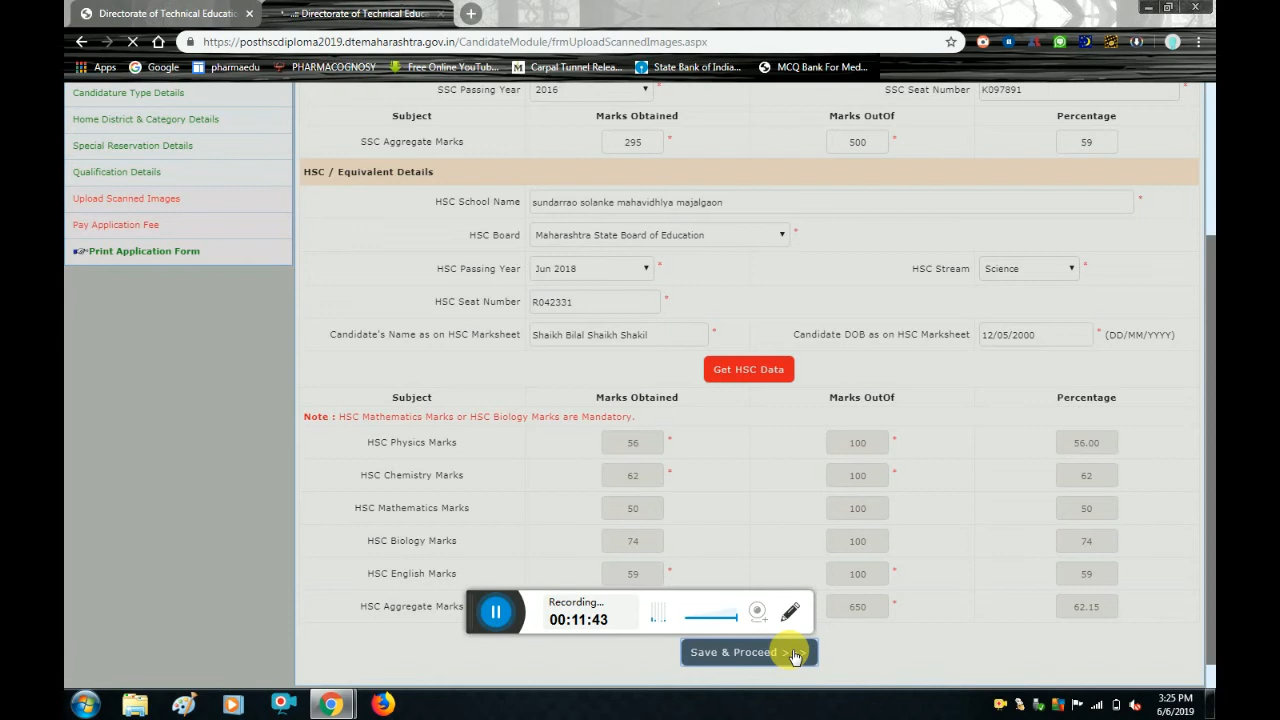 Directorate of Technical Educatio × .:: Directorate of Technical Educ ×
https://posthscdiploma2019.dtemaharashtra.gov.in/CandidateModule/frmUploadScannedImages.aspx
Apps Google pharmaedu PHARMACOGNOSY Free Online YouTub... M Carpal Tunnel Relea... State Bank of India... MCQ Bank For Med...
Candidature Type Details
Home District & Category Details
Special Reservation Details
Qualification Details
Upload Scanned Images
Pay Application Fee
Print Application Form
SSC Passing Year 2016 SSC Seat Number K097891 *
Subject Marks Obtained Marks OutOf Percentage
SSC Aggregate Marks 295 * 500 * 59
HSC / Equivalent Details
HSC School Name sundarrao solanke mahavidhlya majalgaon *
HSC Board Maharashtra State Board of Education *
HSC Passing Year Jun 2018 * HSC Stream Science *
HSC Seat Number R042331 *
Candidate's Name as on HSC Marksheet Shaikh Bilal Shaikh Shakil * Candidate DOB as on HSC Marksheet 12/05/2000 * (DD/MM/YYYY)
Get HSC Data
Subject Marks Obtained Marks OutOf Percentage
Note : HSC Mathematics Marks or HSC Biology Marks are Mandatory.
HSC Physics Marks 56 * 100 * 56.00
HSC Chemistry Marks 62 * 100 * 62
HSC Mathematics Marks 50 100 50
HSC Biology Marks 74 100 74
HSC English Marks 59 * 100 * 59
HSC Aggregate Marks 650 * 62.15
Recording...
00:11:43
Save & Proceed >
3:25 PM
6/6/2019